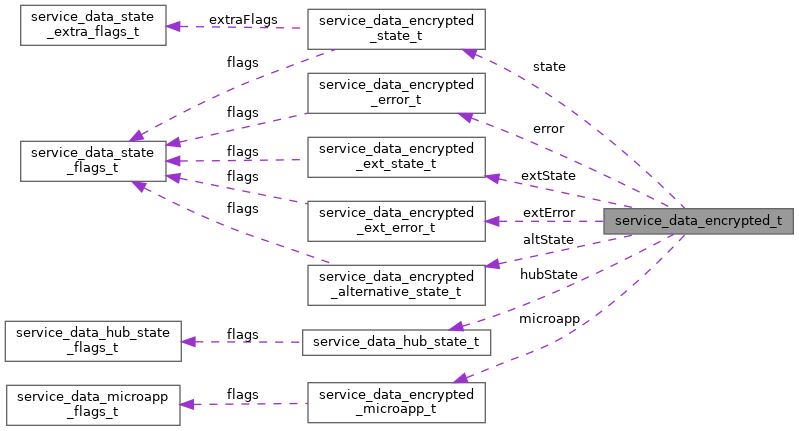 service_data_state
_extra_flags_t
extraFlags
service_data_encrypted
_state_t
state
flags
service_data_encrypted
_error_t
error
flags
service_data_state
_flags_t
flags
service_data_encrypted
_ext_state_t
extState
flags
service_data_encrypted
_ext_error_t
extError
service_data_encrypted_t
flags
altState
service_data_encrypted
_alternative_state_t
hubState
service_data_hub_state
_flags_t
flags
service_data_hub_state_t
microapp
service_data_microapp
_flags_t
flags
service_data_encrypted
_microapp_t